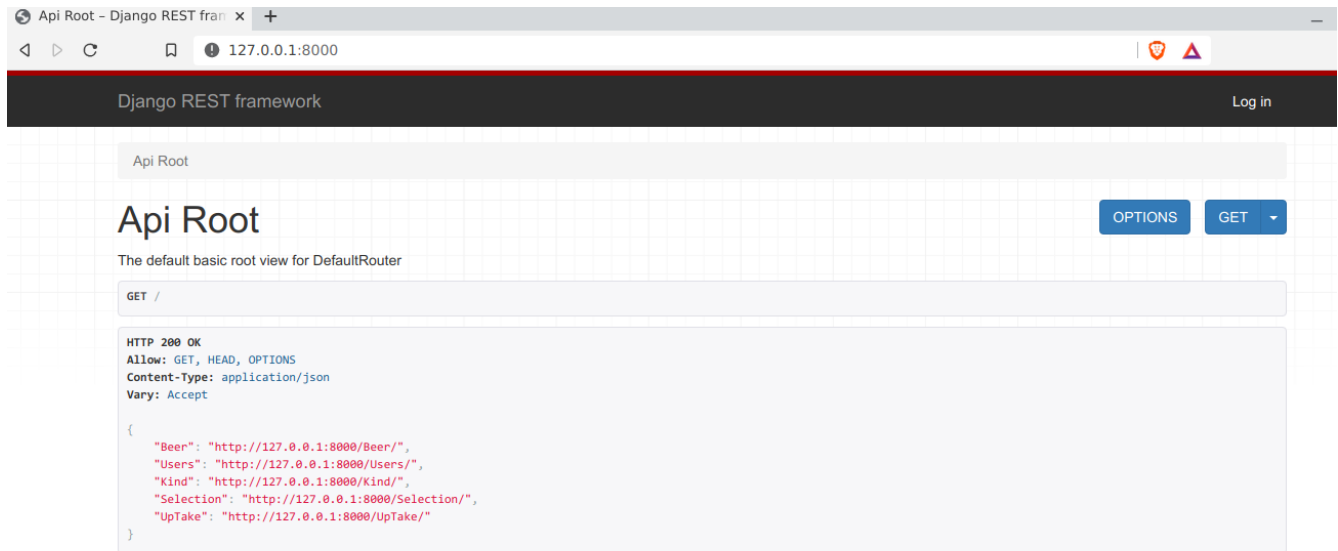 Api Root – Django REST fran
127.0.0.1:8000
Django REST framework
Log in
Api Root
Api Root
OPTIONS
GET
The default basic root view for DefaultRouter
GET /
HTTP 200 OK
Allow: GET, HEAD, OPTIONS
Content-Type: application/json
Vary: Accept
{
    "Beer": "http://127.0.0.1:8000/Beer/",
    "Users": "http://127.0.0.1:8000/Users/",
    "Kind": "http://127.0.0.1:8000/Kind/",
    "Selection": "http://127.0.0.1:8000/Selection/",
    "UpTake": "http://127.0.0.1:8000/UpTake/"
}